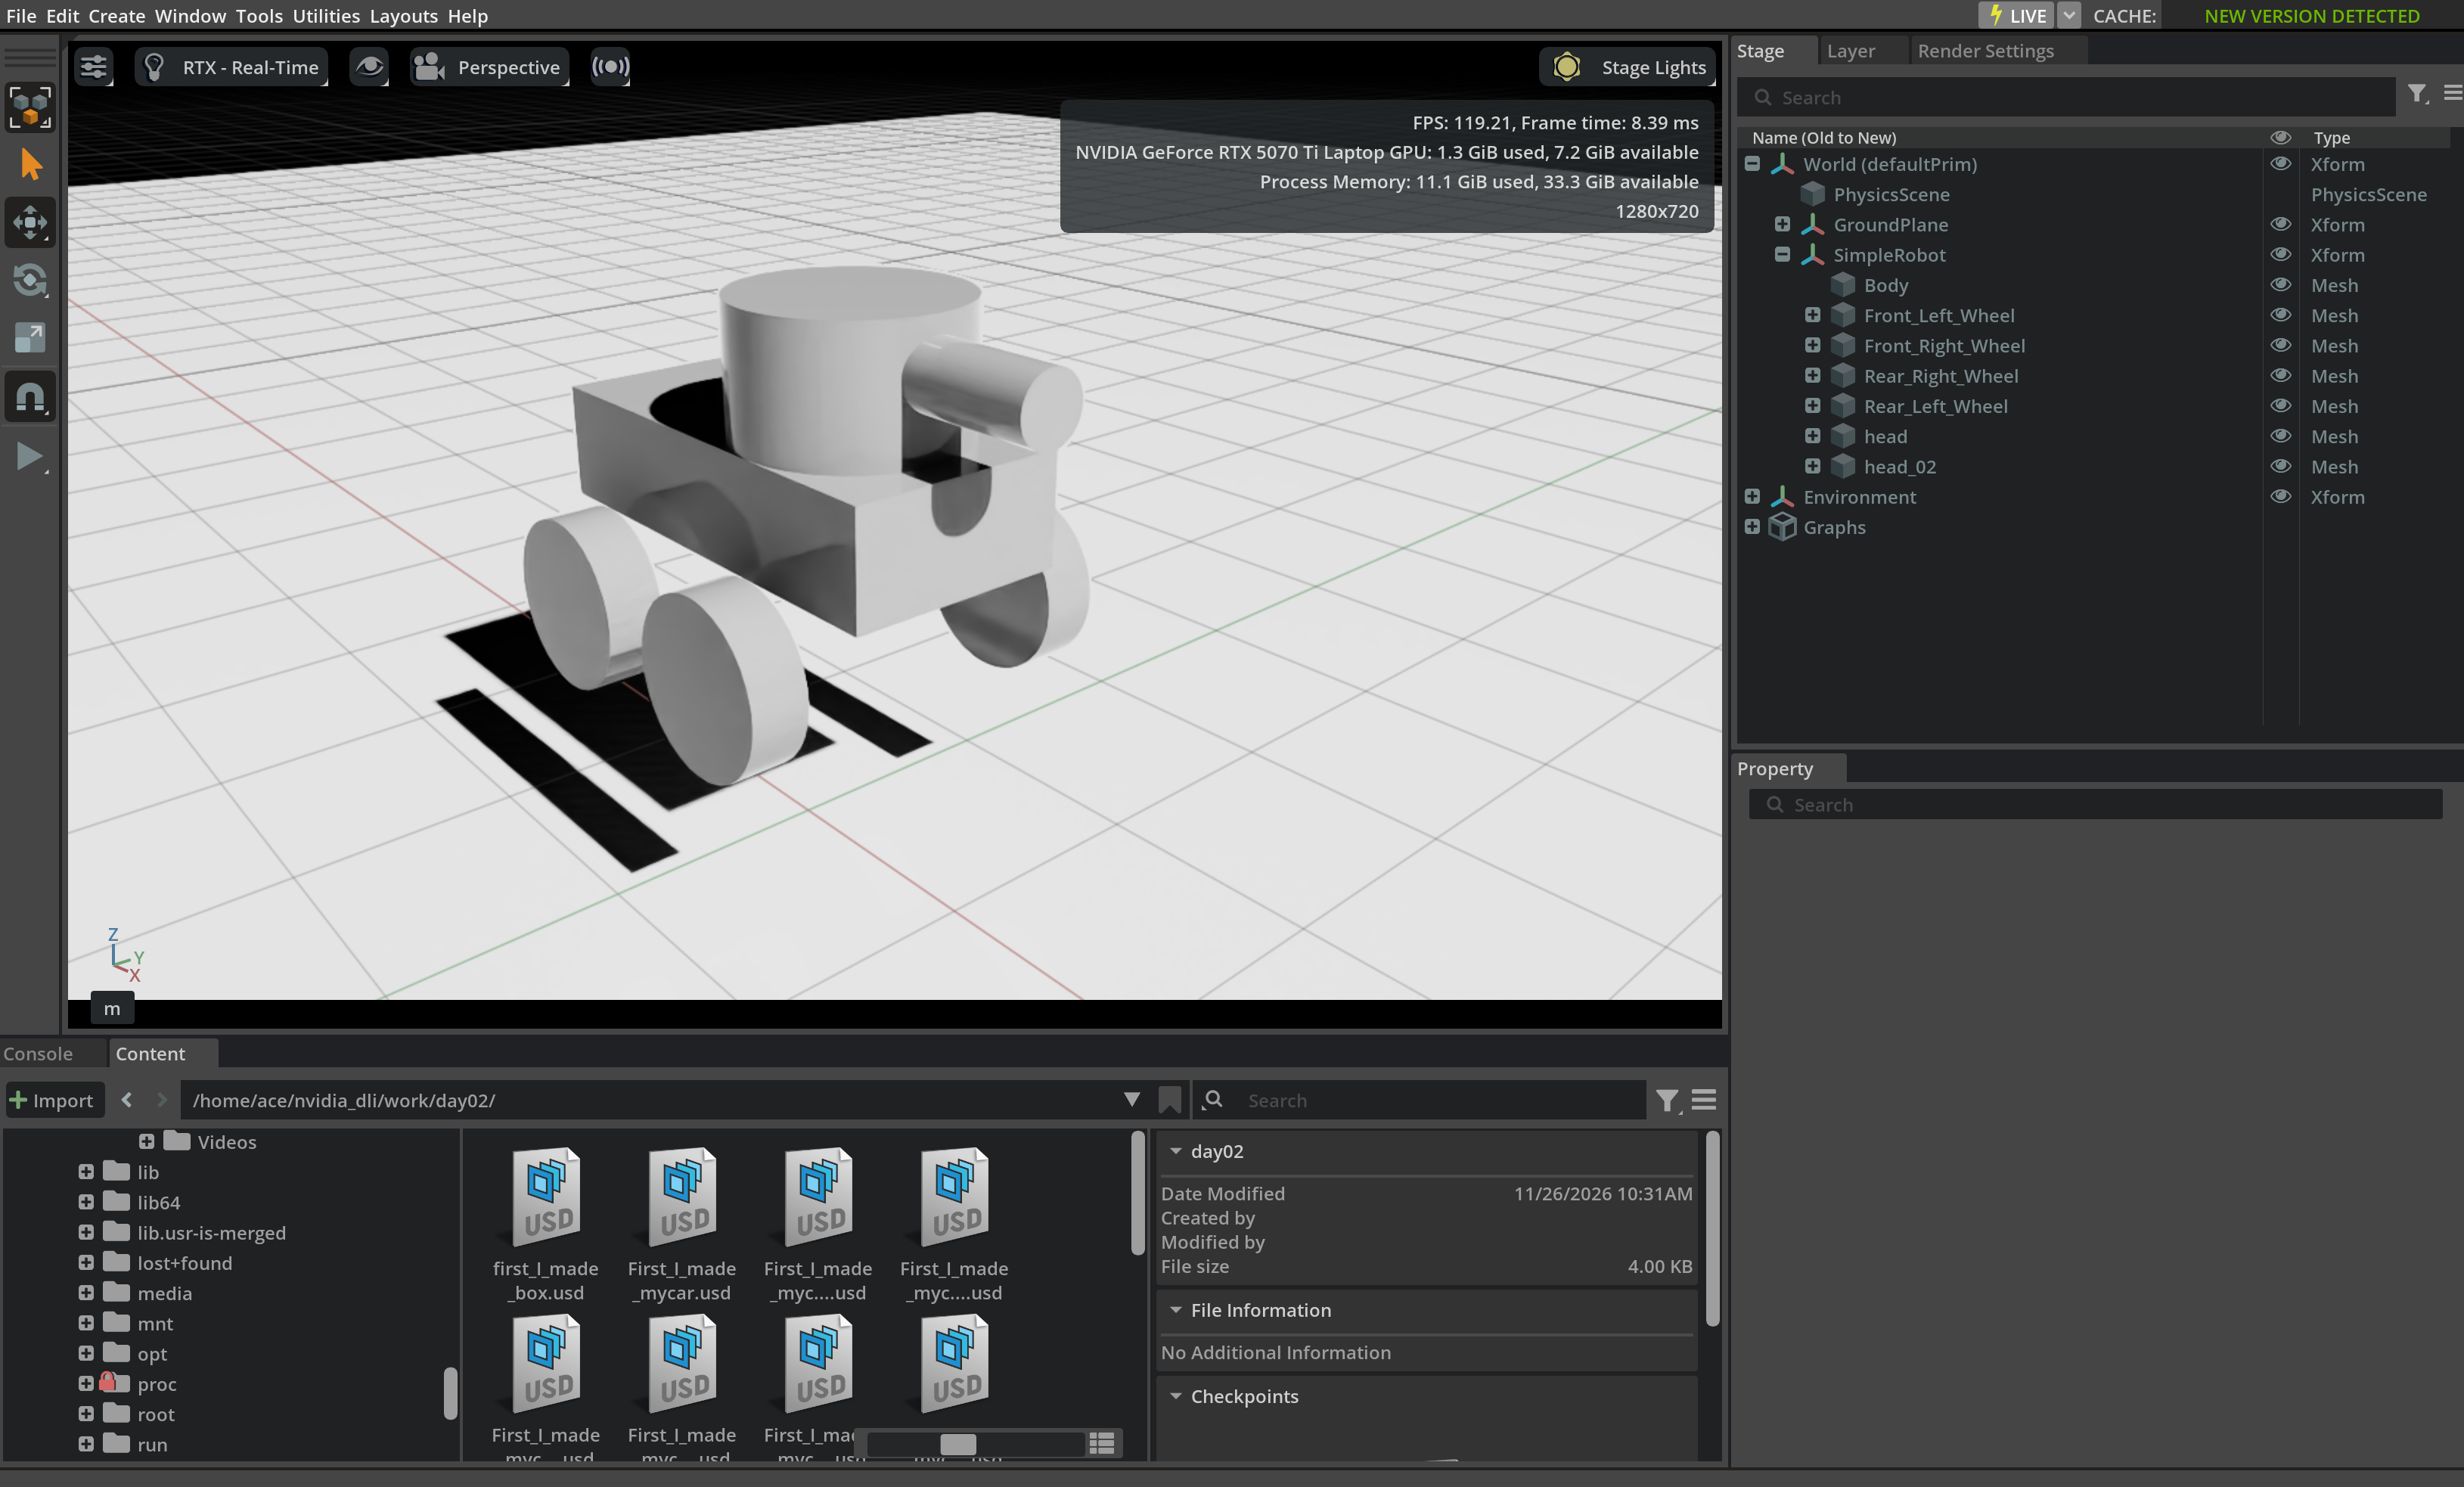 File Edit Create Window Tools Utilities Layouts Help
LIVE CACHE: NEW VERSION DETECTED
RTX - Real-Time Perspective Stage Lights
FPS: 119.21, Frame time: 8.39 ms
NVIDIA GeForce RTX 5070 Ti Laptop GPU: 1.3 GiB used, 7.2 GiB available
Process Memory: 11.1 GiB used, 33.3 GiB available
1280x720
Z
Y
X
m
Stage Layer Render Settings
Search
Name (Old to New) Type
World (defaultPrim) Xform
PhysicsScene PhysicsScene
GroundPlane Xform
SimpleRobot Xform
Body Mesh
Front_Left_Wheel Mesh
Front_Right_Wheel Mesh
Rear_Right_Wheel Mesh
Rear_Left_Wheel Mesh
head Mesh
head_02 Mesh
Environment Xform
Graphs
Property
Search
Console Content
Import /home/ace/nvidia_dli/work/day02/ Search
Videos
lib
lib64
lib.usr-is-merged
lost+found
media
mnt
opt
proc
root
run
USD USD USD USD
first_I_made First_I_made First_I_made First_I_made
_box.usd _mycar.usd _myc....usd _myc....usd
USD USD USD USD
First_I_made First_I_made First_I_mad
day02
Date Modified 11/26/2026 10:31AM
Created by
Modified by
File size 4.00 KB
File Information
No Additional Information
Checkpoints